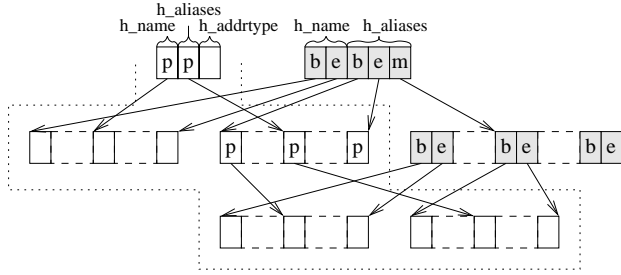 h_aliases
h_name h_addrtype h_name h_aliases
p p b e b e m
p p p b e b e b e